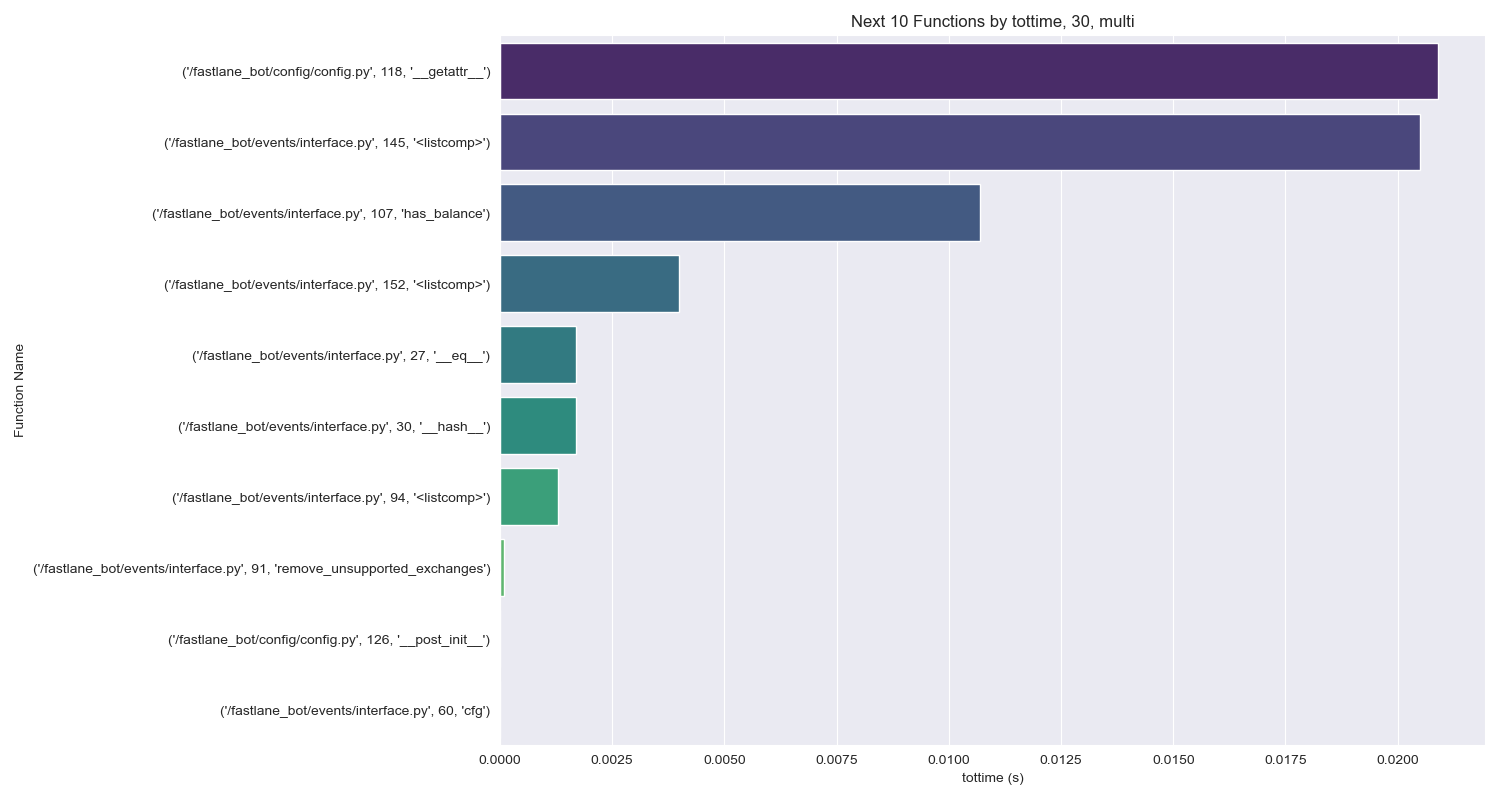 Next 10 Functions by tottime, 30, multi
('/fastlane_bot/config/config.py', 118, '__getattr__')
('/fastlane_bot/events/interface.py', 145, '<listcomp>')
('/fastlane_bot/events/interface.py', 107, 'has_balance')
('/fastlane_bot/events/interface.py', 152, '<listcomp>')
('/fastlane_bot/events/interface.py', 27, '__eq__')
('/fastlane_bot/events/interface.py', 30, '__hash__')
('/fastlane_bot/events/interface.py', 94, '<listcomp>')
('/fastlane_bot/events/interface.py', 91, 'remove_unsupported_exchanges')
('/fastlane_bot/config/config.py', 126, '__post_init__')
('/fastlane_bot/events/interface.py', 60, 'cfg')
Function Name
0.0000 0.0025 0.0050 0.0075 0.0100 0.0125 0.0150 0.0175 0.0200
tottime (s)